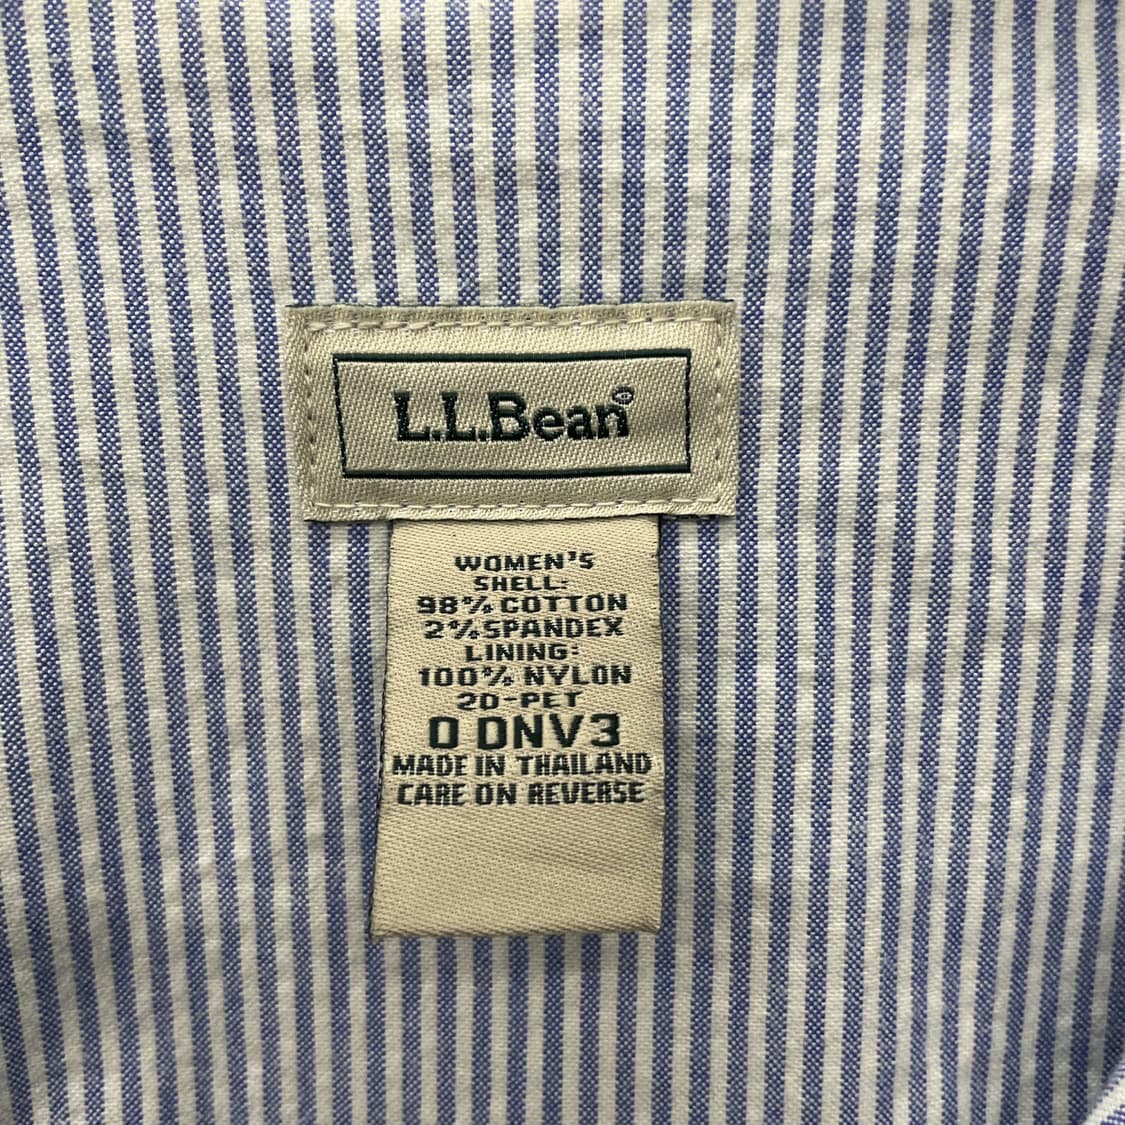 L.L.Bean®
WOMEN'S
SHELL:
98% COTTON
2% SPANDEX
LINING:
100% NYLON
20-PET
0 0NV3
MADE IN THAILAND
CARE ON REVERSE